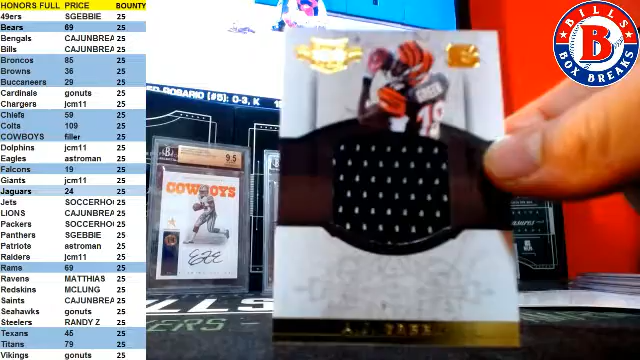 HONORS FULL PRICE BOUNTY
49ers SGEBBIE 25
Bears 69 25
Bengals CAJUNBREA 25
Bills CAJUNBREA 25
Broncos 85 25
Browns 36 25
Buccaneers 29 25
Cardinals gonuts 25
Chargers jcm11 25
Chiefs 59 25
Colts 109 25
COWBOYS filler 25
Dolphins jcm11 25
Eagles astroman 25
Falcons 19 25
Giants jcm11 25
Jaguars 24 25
Jets SOCCERHO 25
LIONS CAJUNBREA 25
Packers SOCCERHO 25
Panthers SGEBBIE 25
Patriots astroman 25
Raiders jcm11 25
Rams 69 25
Ravens MATTHIAS 25
Redskins MCLUNG 25
Saints CAJUNBREA 25
Seahawks gonuts 25
Steelers RANDY Z 25
Texans 45 25
Titans 79 25
Vikings gonuts 25
ROSARIO (#5): 0-3, K
9.5
COWBOYS
BILLS
B
BOX BREAKS